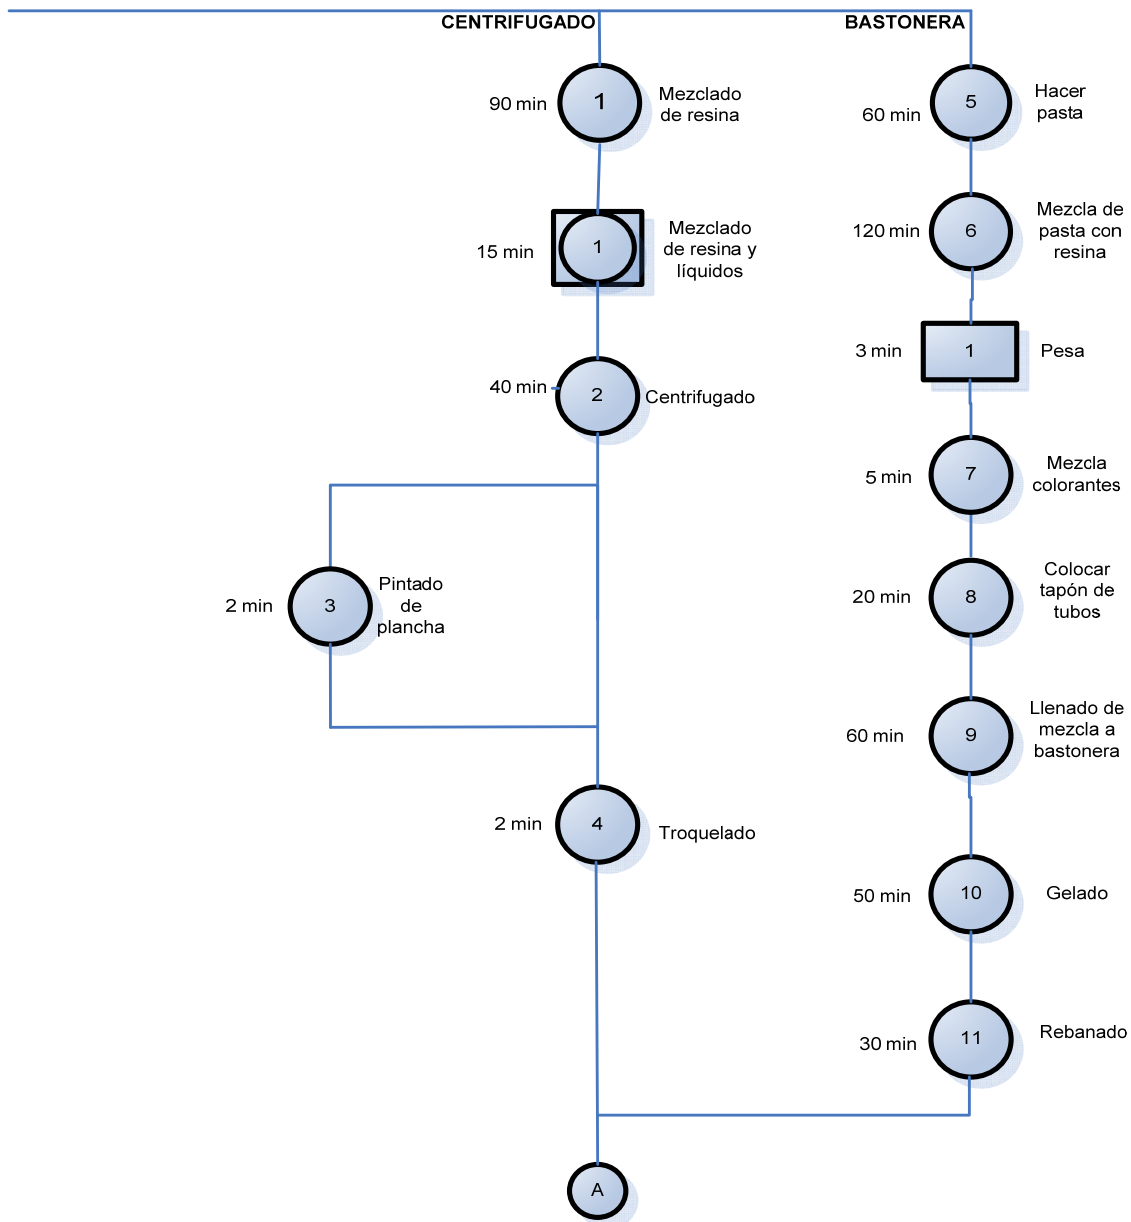 CENTRIFUGADO
90 min
1
Mezclado
de resina
15 min
1
Mezclado
de resina y
líquidos
40 min
2
Centrifugado
2 min
3
Pintado
de
plancha
2 min
4
Troquelado
BASTONERA
60 min
5
Hacer
pasta
120 min
6
Mezcla de
pasta con
resina
3 min
1
Pesa
5 min
7
Mezcla
colorantes
20 min
8
Colocar
tapón de
tubos
60 min
9
Llenado de
mezcla a
bastonera
50 min
10
Gelado
30 min
11
Rebanado
A